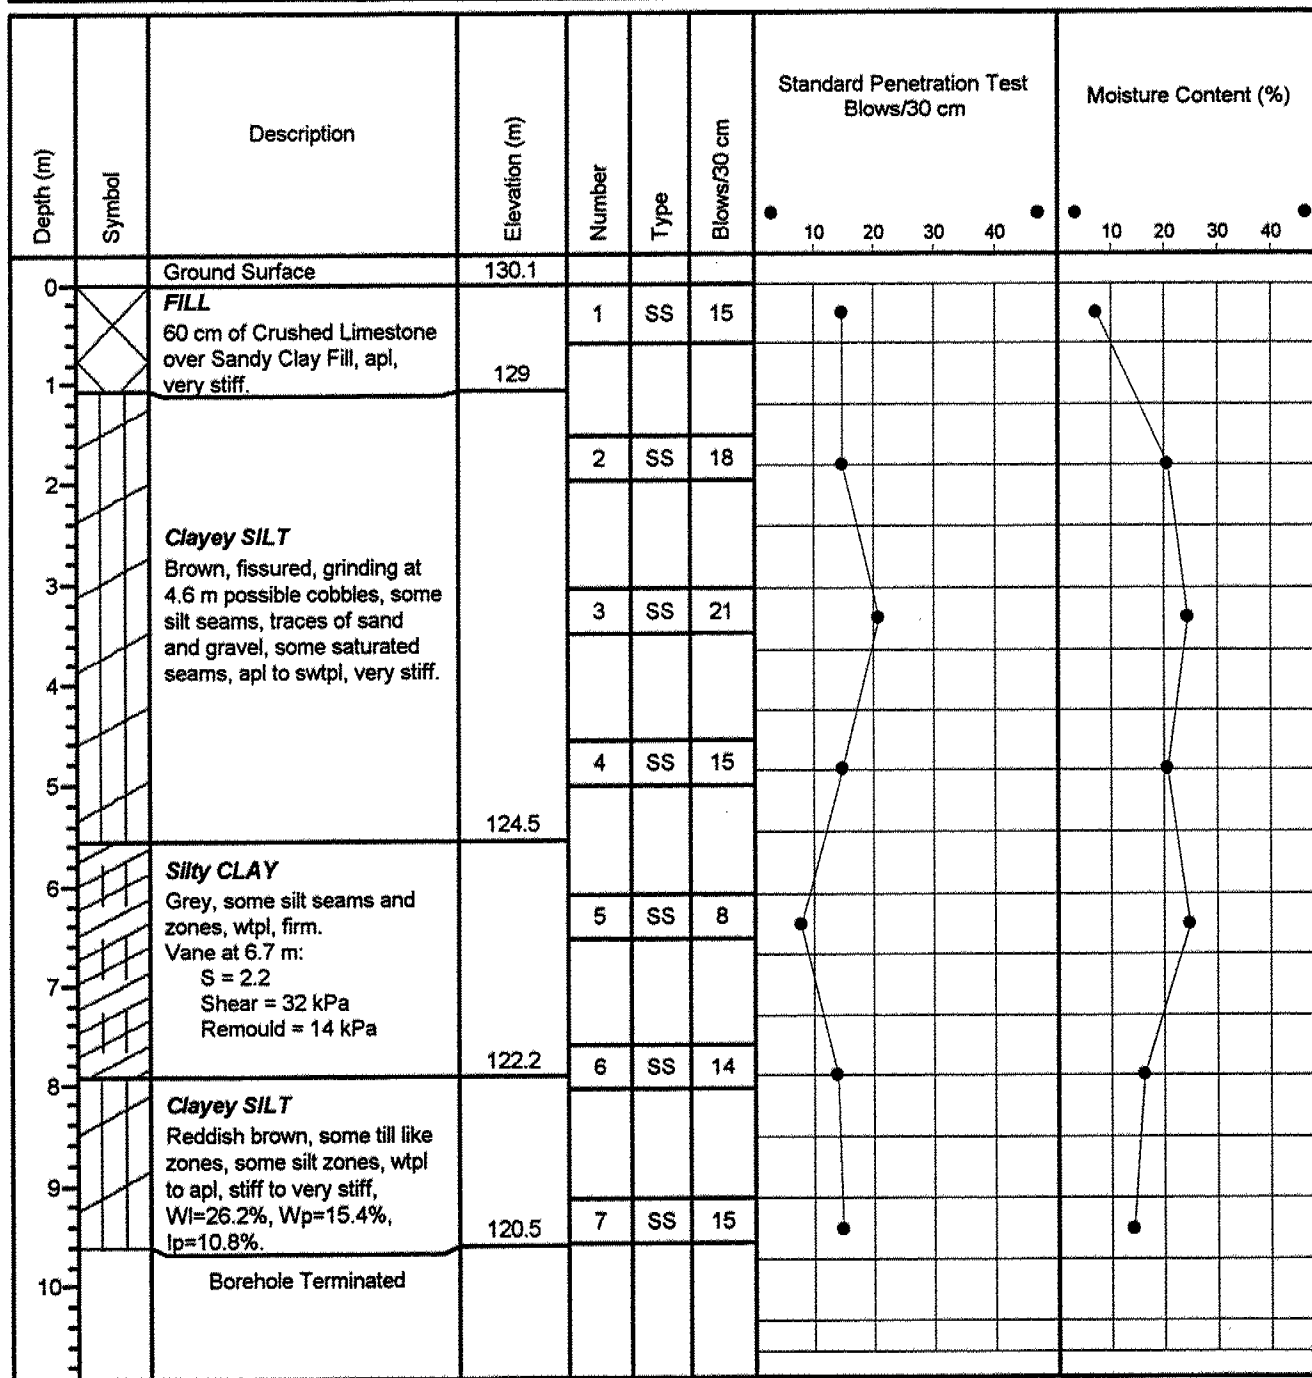 Depth (m)
Symbol
Description
Elevation (m)
Number
Type
Blows/30 cm
Standard Penetration Test
Blows/30 cm
10 20 30 40
Moisture Content (%)
10 20 30 40
Ground Surface 130.1
0
FILL
60 cm of Crushed Limestone
over Sandy Clay Fill, apl,
very stiff.
129
1 SS 15
1
2 SS 18
2
Clayey SILT
Brown, fissured, grinding at
4.6 m possible cobbles, some
silt seams, traces of sand
and gravel, some saturated
seams, apl to swtpl, very stiff.
3
3 SS 21
4
4 SS 15
5
124.5
Silty CLAY
Grey, some silt seams and
zones, wtpl, firm.
Vane at 6.7 m:
S = 2.2
Shear = 32 kPa
Remould = 14 kPa
6
5 SS 8
7
122.2
6 SS 14
8
Clayey SILT
Reddish brown, some till like
zones, some silt zones, wtpl
to apl, stiff to very stiff,
Wl=26.2%, Wp=15.4%,
Ip=10.8%.
9
120.5
7 SS 15
Borehole Terminated
10